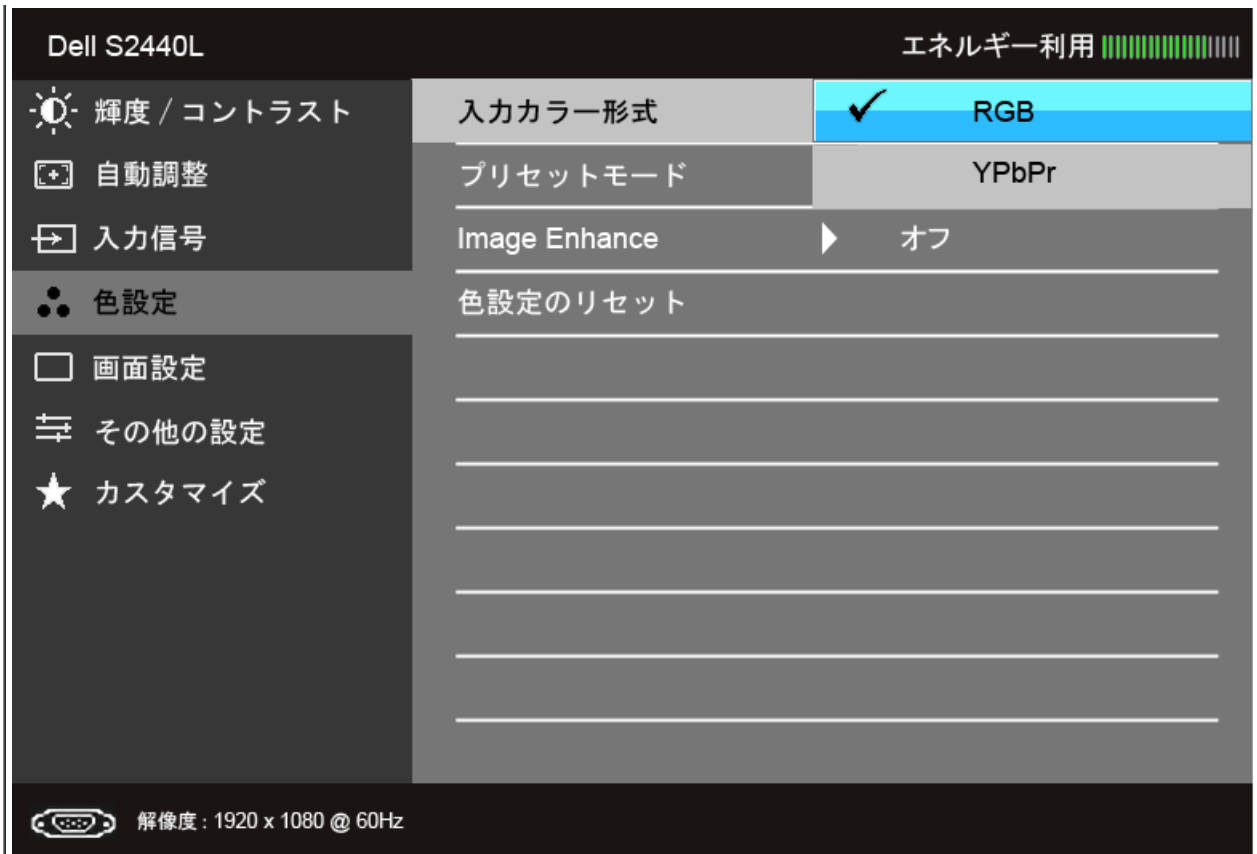 Dell S2440L
エネルギー利用
輝度 / コントラスト
自動調整
入力信号
色設定
画面設定
その他の設定
カスタマイズ
入力カラー形式
RGB
プリセットモード
YPbPr
Image Enhance
オフ
色設定のリセット
解像度 : 1920 x 1080 @ 60Hz